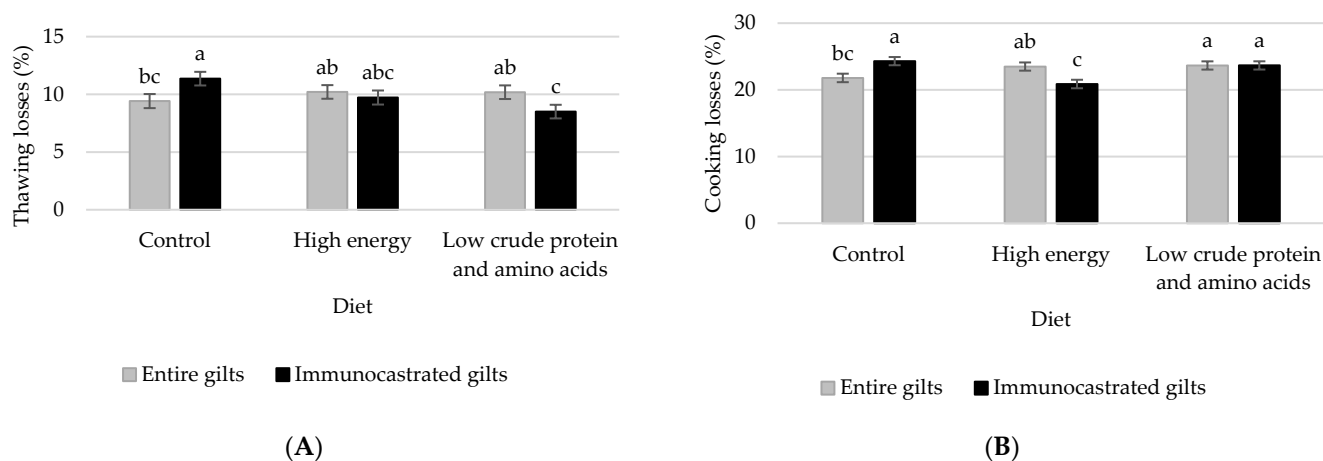 Thawing losses (%)
15
10
5
0
bc
a
ab
abc
ab
c
Control
High energy
Low crude protein
and amino acids
Diet
Entire gilts
Immunocastrated gilts
(A)
Cooking losses (%)
30
20
10
0
bc
a
ab
c
a
a
Control
High energy
Low crude protein
and amino acids
Diet
Entire gilts
Immunocastrated gilts
(B)